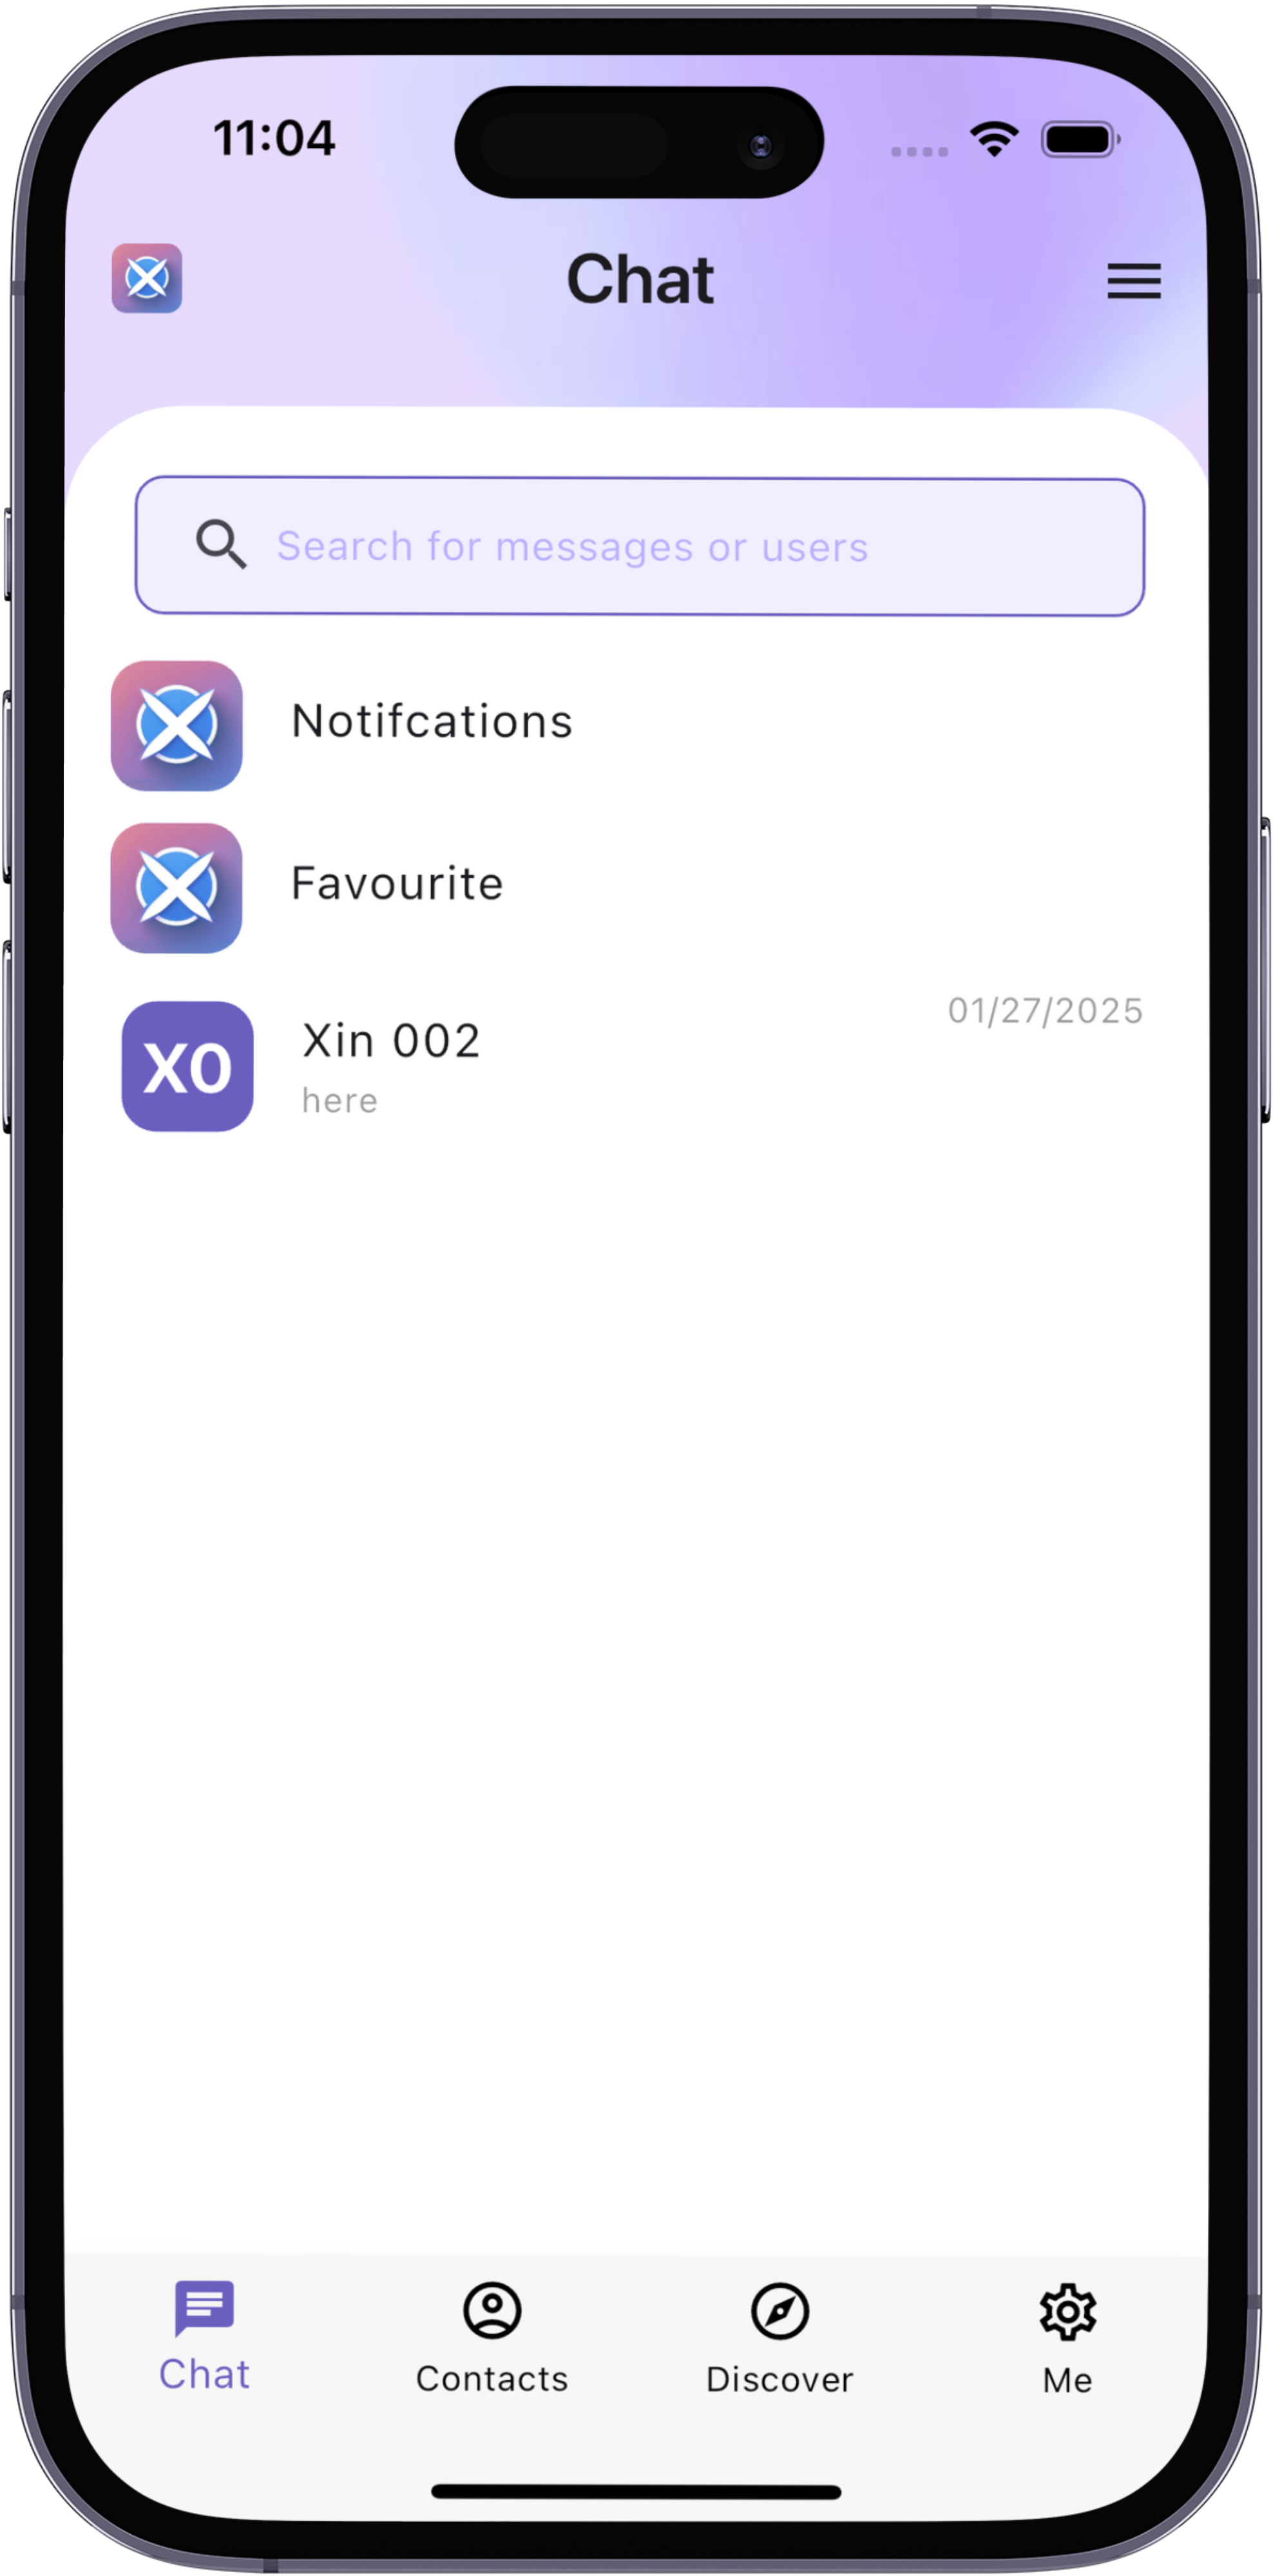 11:04
Chat
Search for messages or users
Notifcations
Favourite
01/27/2025
X0
Xin 002
here
Chat
Contacts
Discover
Me